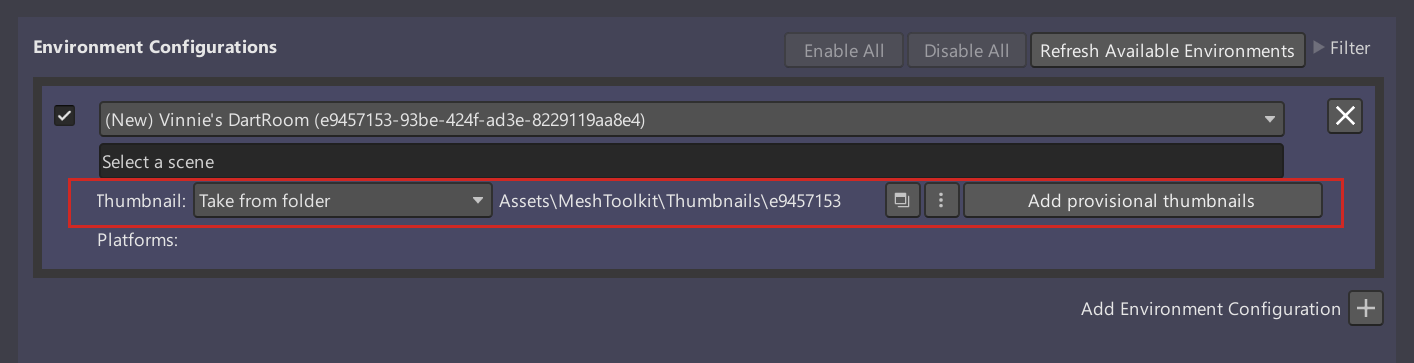 Environment Configurations
Enable All
Disable All
Refresh Available Environments
Filter
(New) Vinnie's DartRoom (e9457153-93be-424f-ad3e-8229119aa8e4)
Select a scene
Thumbnail: Take from folder Assets\MeshToolkit\Thumbnails\e9457153 Add provisional thumbnails
Platforms:
Add Environment Configuration